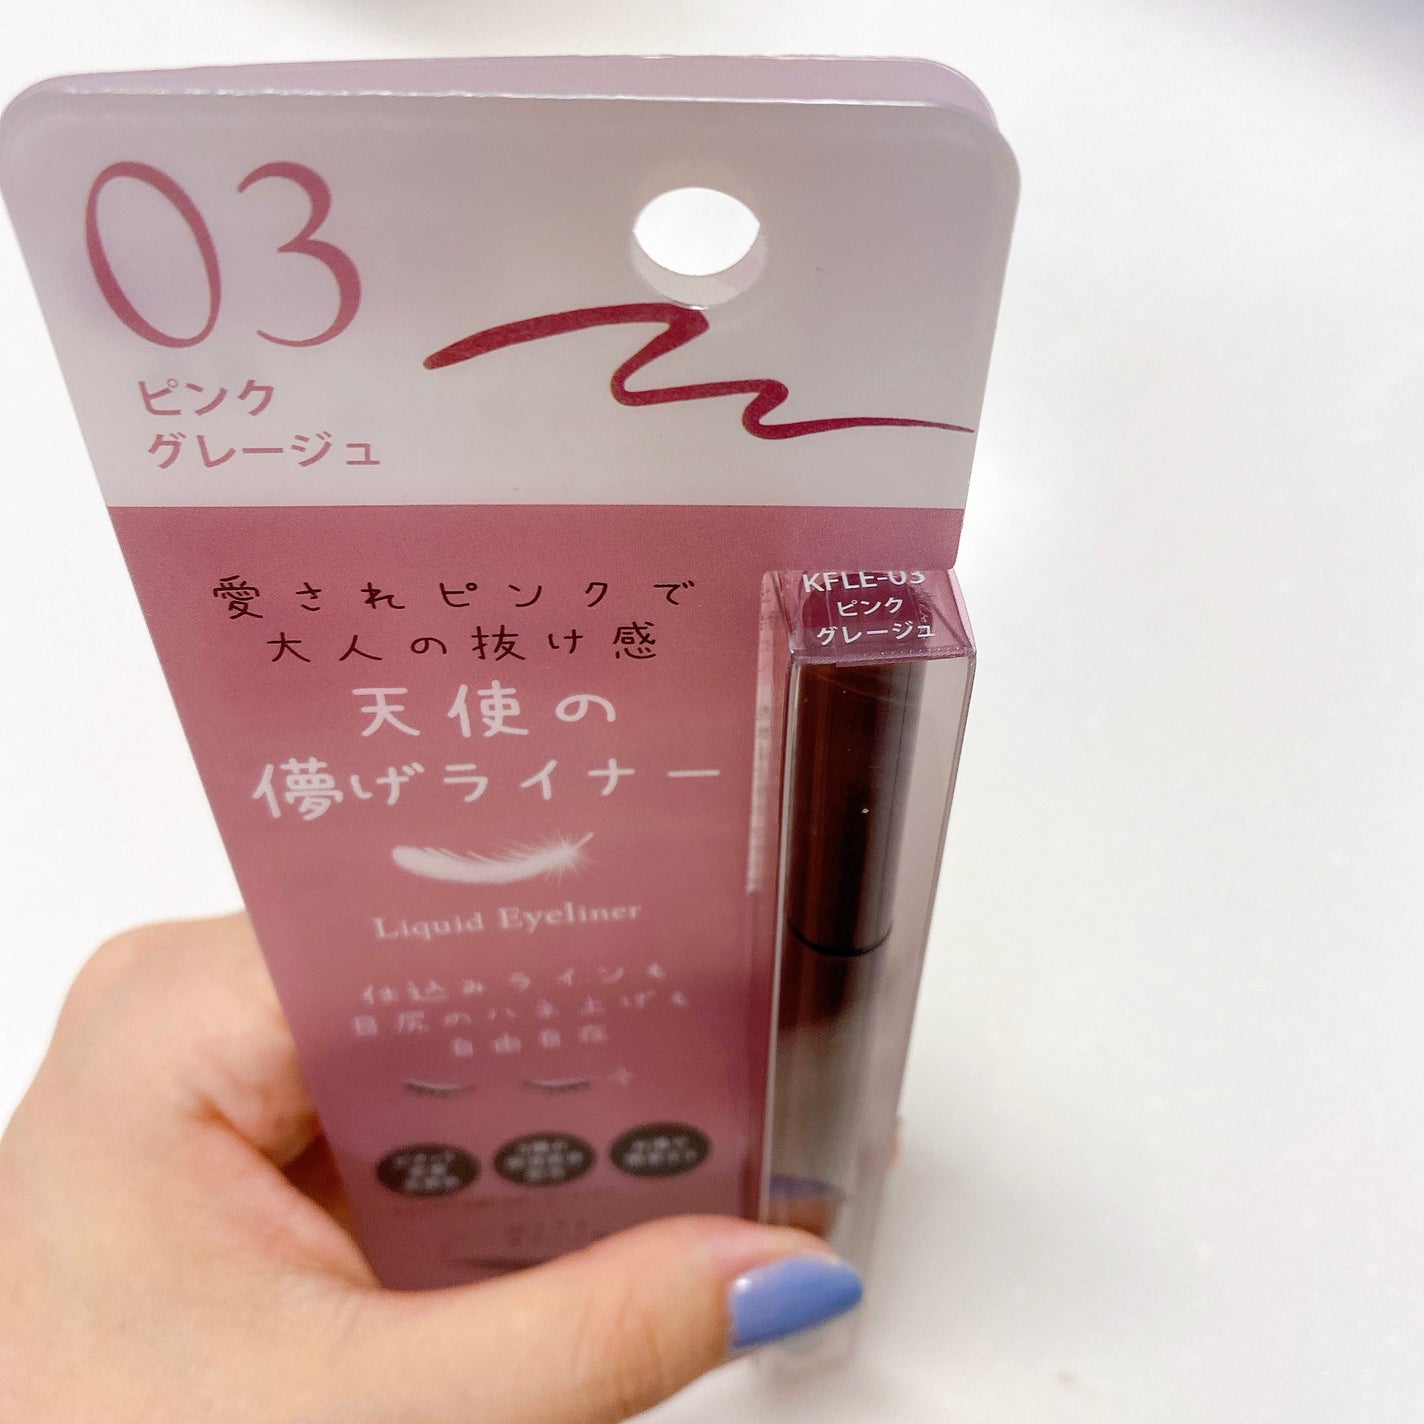 03
ピンク
グレージュ
愛されピンクで
大人の抜け感
天使の
儚げライナー
Liquid Eyeliner
仕込みラインも
目尻のハネ上げも
自由自在
KFLE-03
ピンク
グレージュ